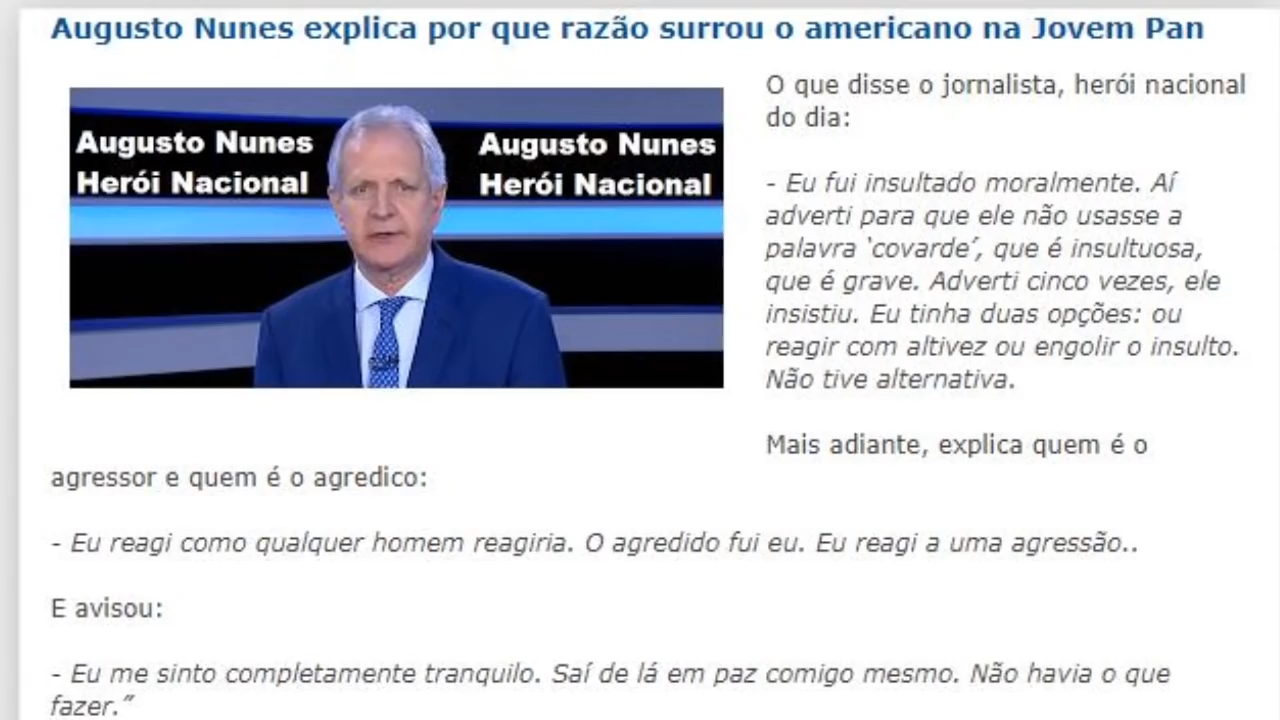 Augusto Nunes explica por que razão surrou o americano na Jovem Pan
Augusto Nunes
Herói Nacional
Augusto Nunes
Herói Nacional
O que disse o jornalista, herói nacional
do dia:
- Eu fui insultado moralmente. Aí
adverti para que ele não usasse a
palavra ‘covarde’, que é insultuosa,
que é grave. Adverti cinco vezes, ele
insistiu. Eu tinha duas opções: ou
reagir com altivez ou engolir o insulto.
Não tive alternativa.
Mais adiante, explica quem é o
agressor e quem é o agredico:
- Eu reagi como qualquer homem reagiria. O agredido fui eu. Eu reagi a uma agressão..
E avisou:
- Eu me sinto completamente tranquilo. Saí de lá em paz comigo mesmo. Não havia o que
fazer.”